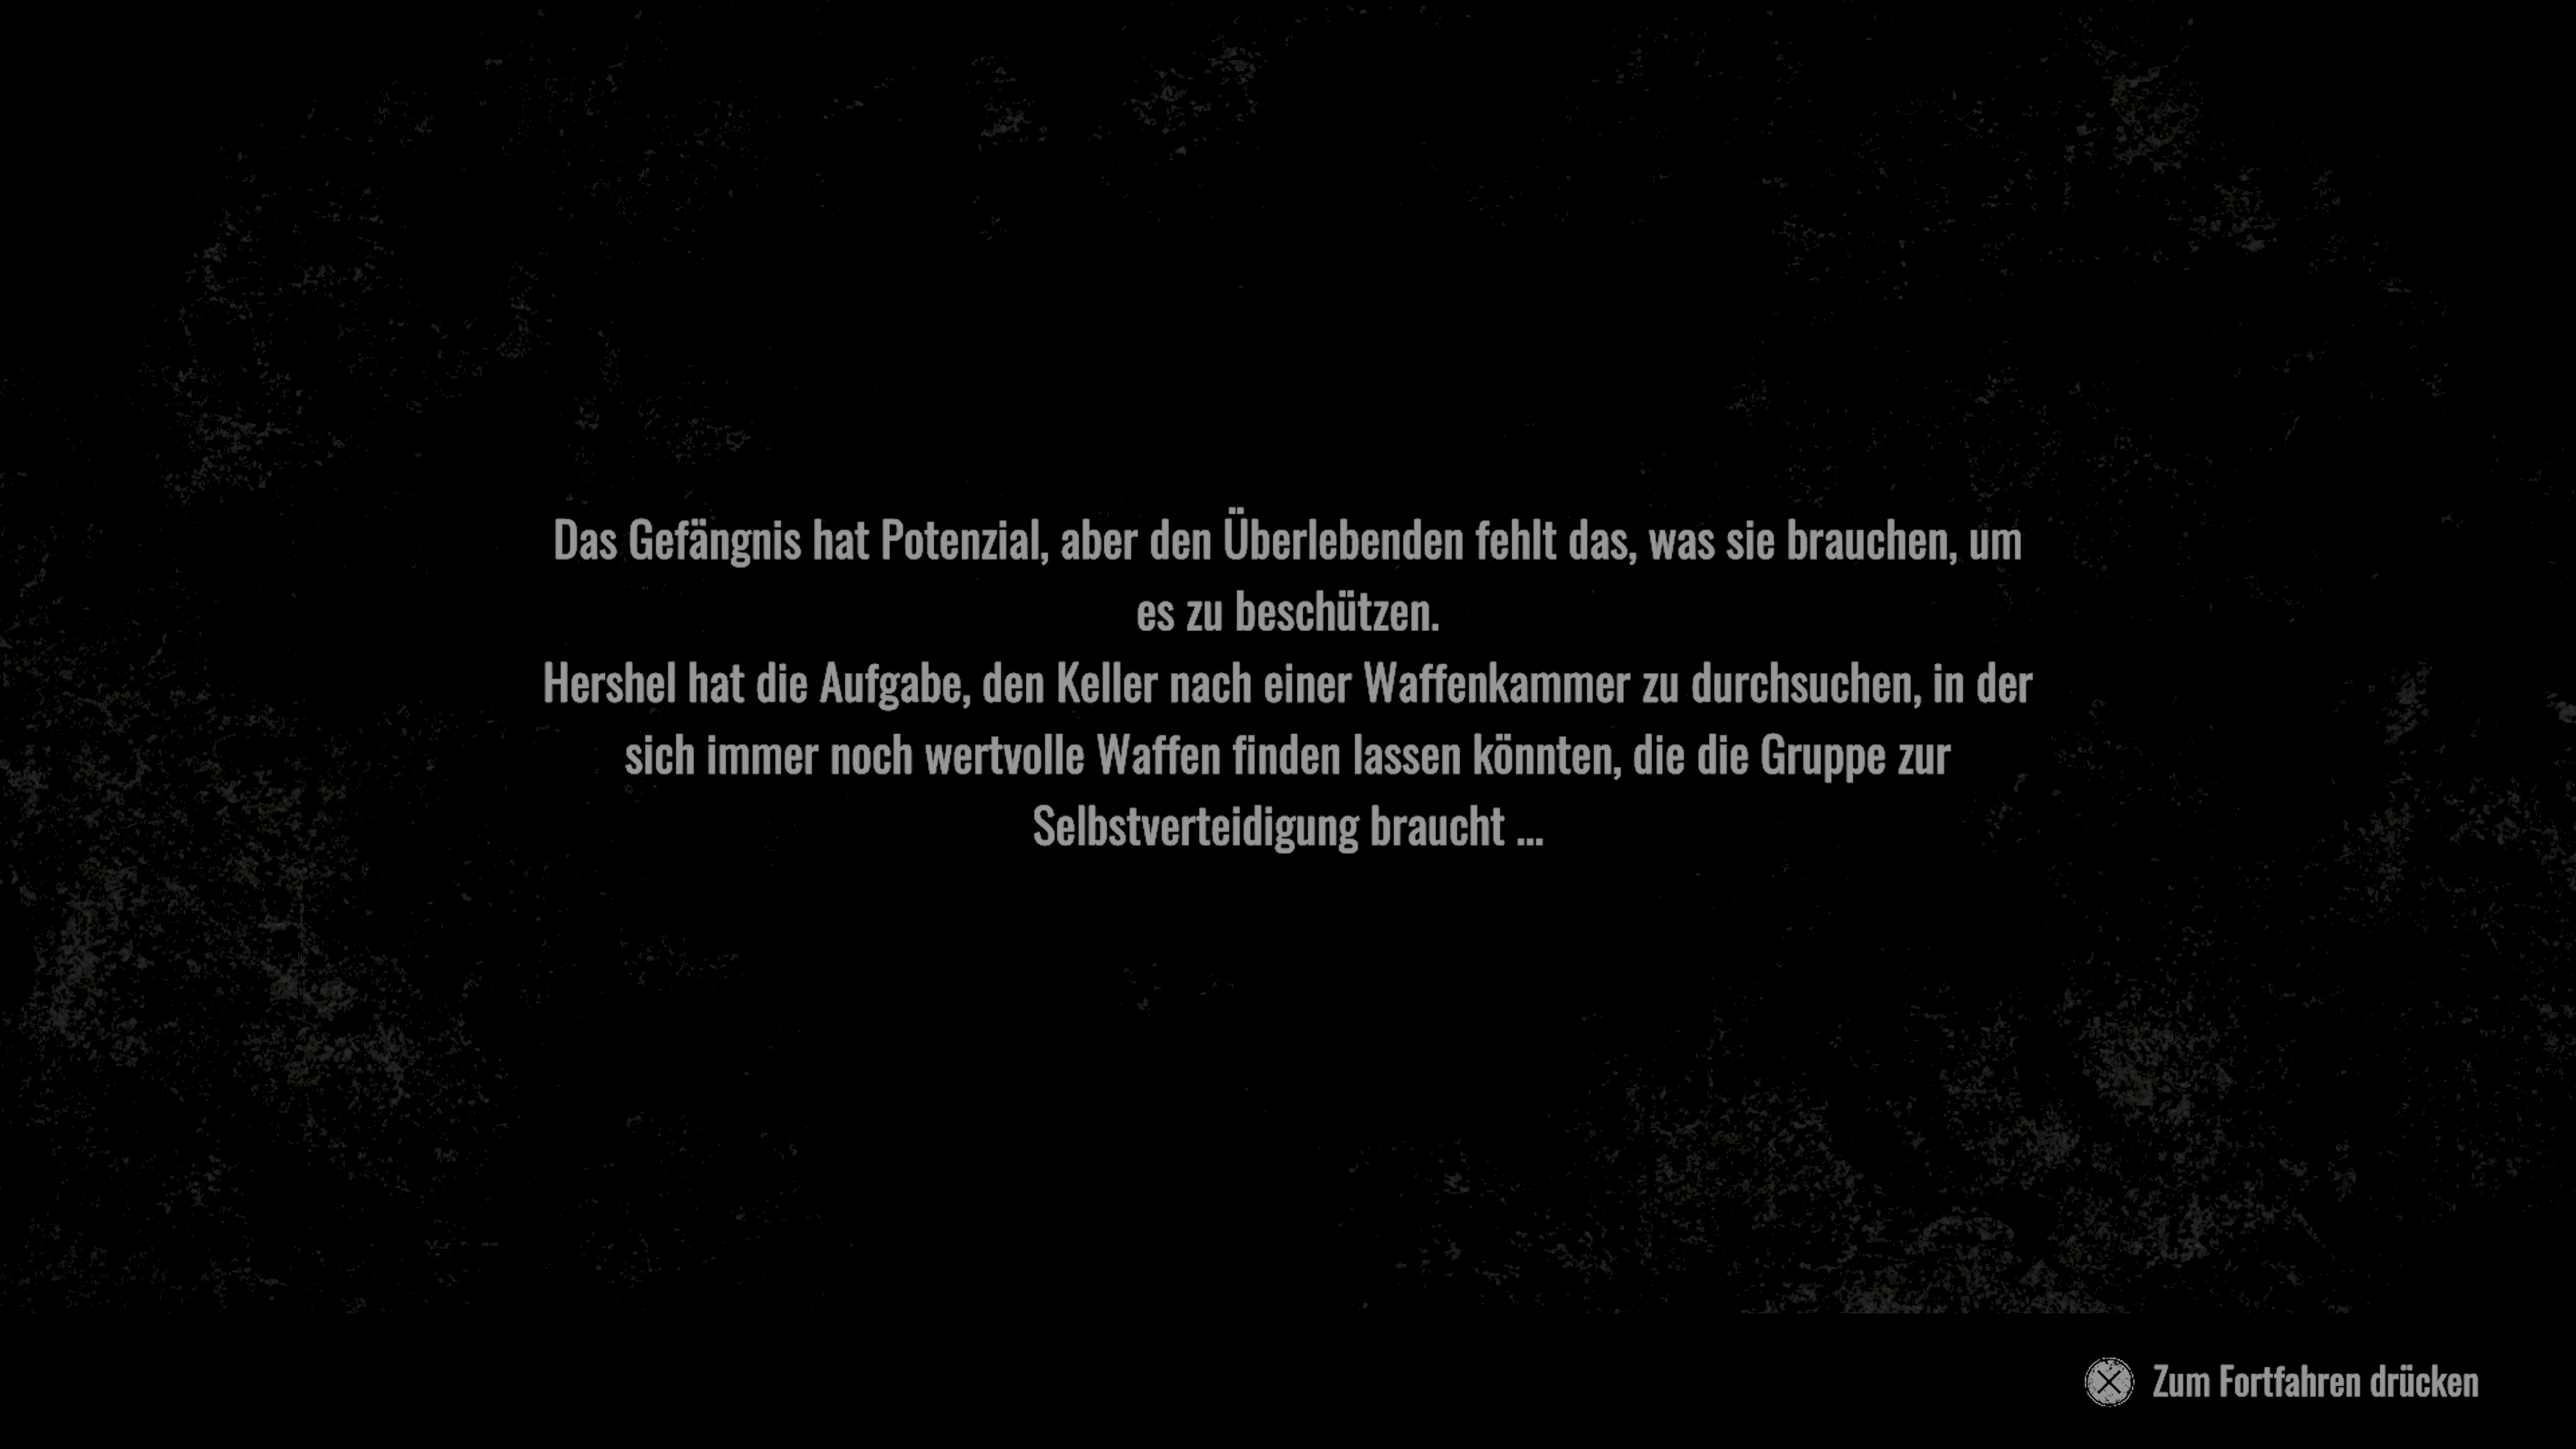 Das Gefängnis hat Potenzial, aber den Überlebenden fehlt das, was sie brauchen, um
es zu beschützen.
Hershel hat die Aufgabe, den Keller nach einer Waffenkammer zu durchsuchen, in der
sich immer noch wertvolle Waffen finden lassen könnten, die die Gruppe zur
Selbstverteidigung braucht ...
Zum Fortfahren drücken